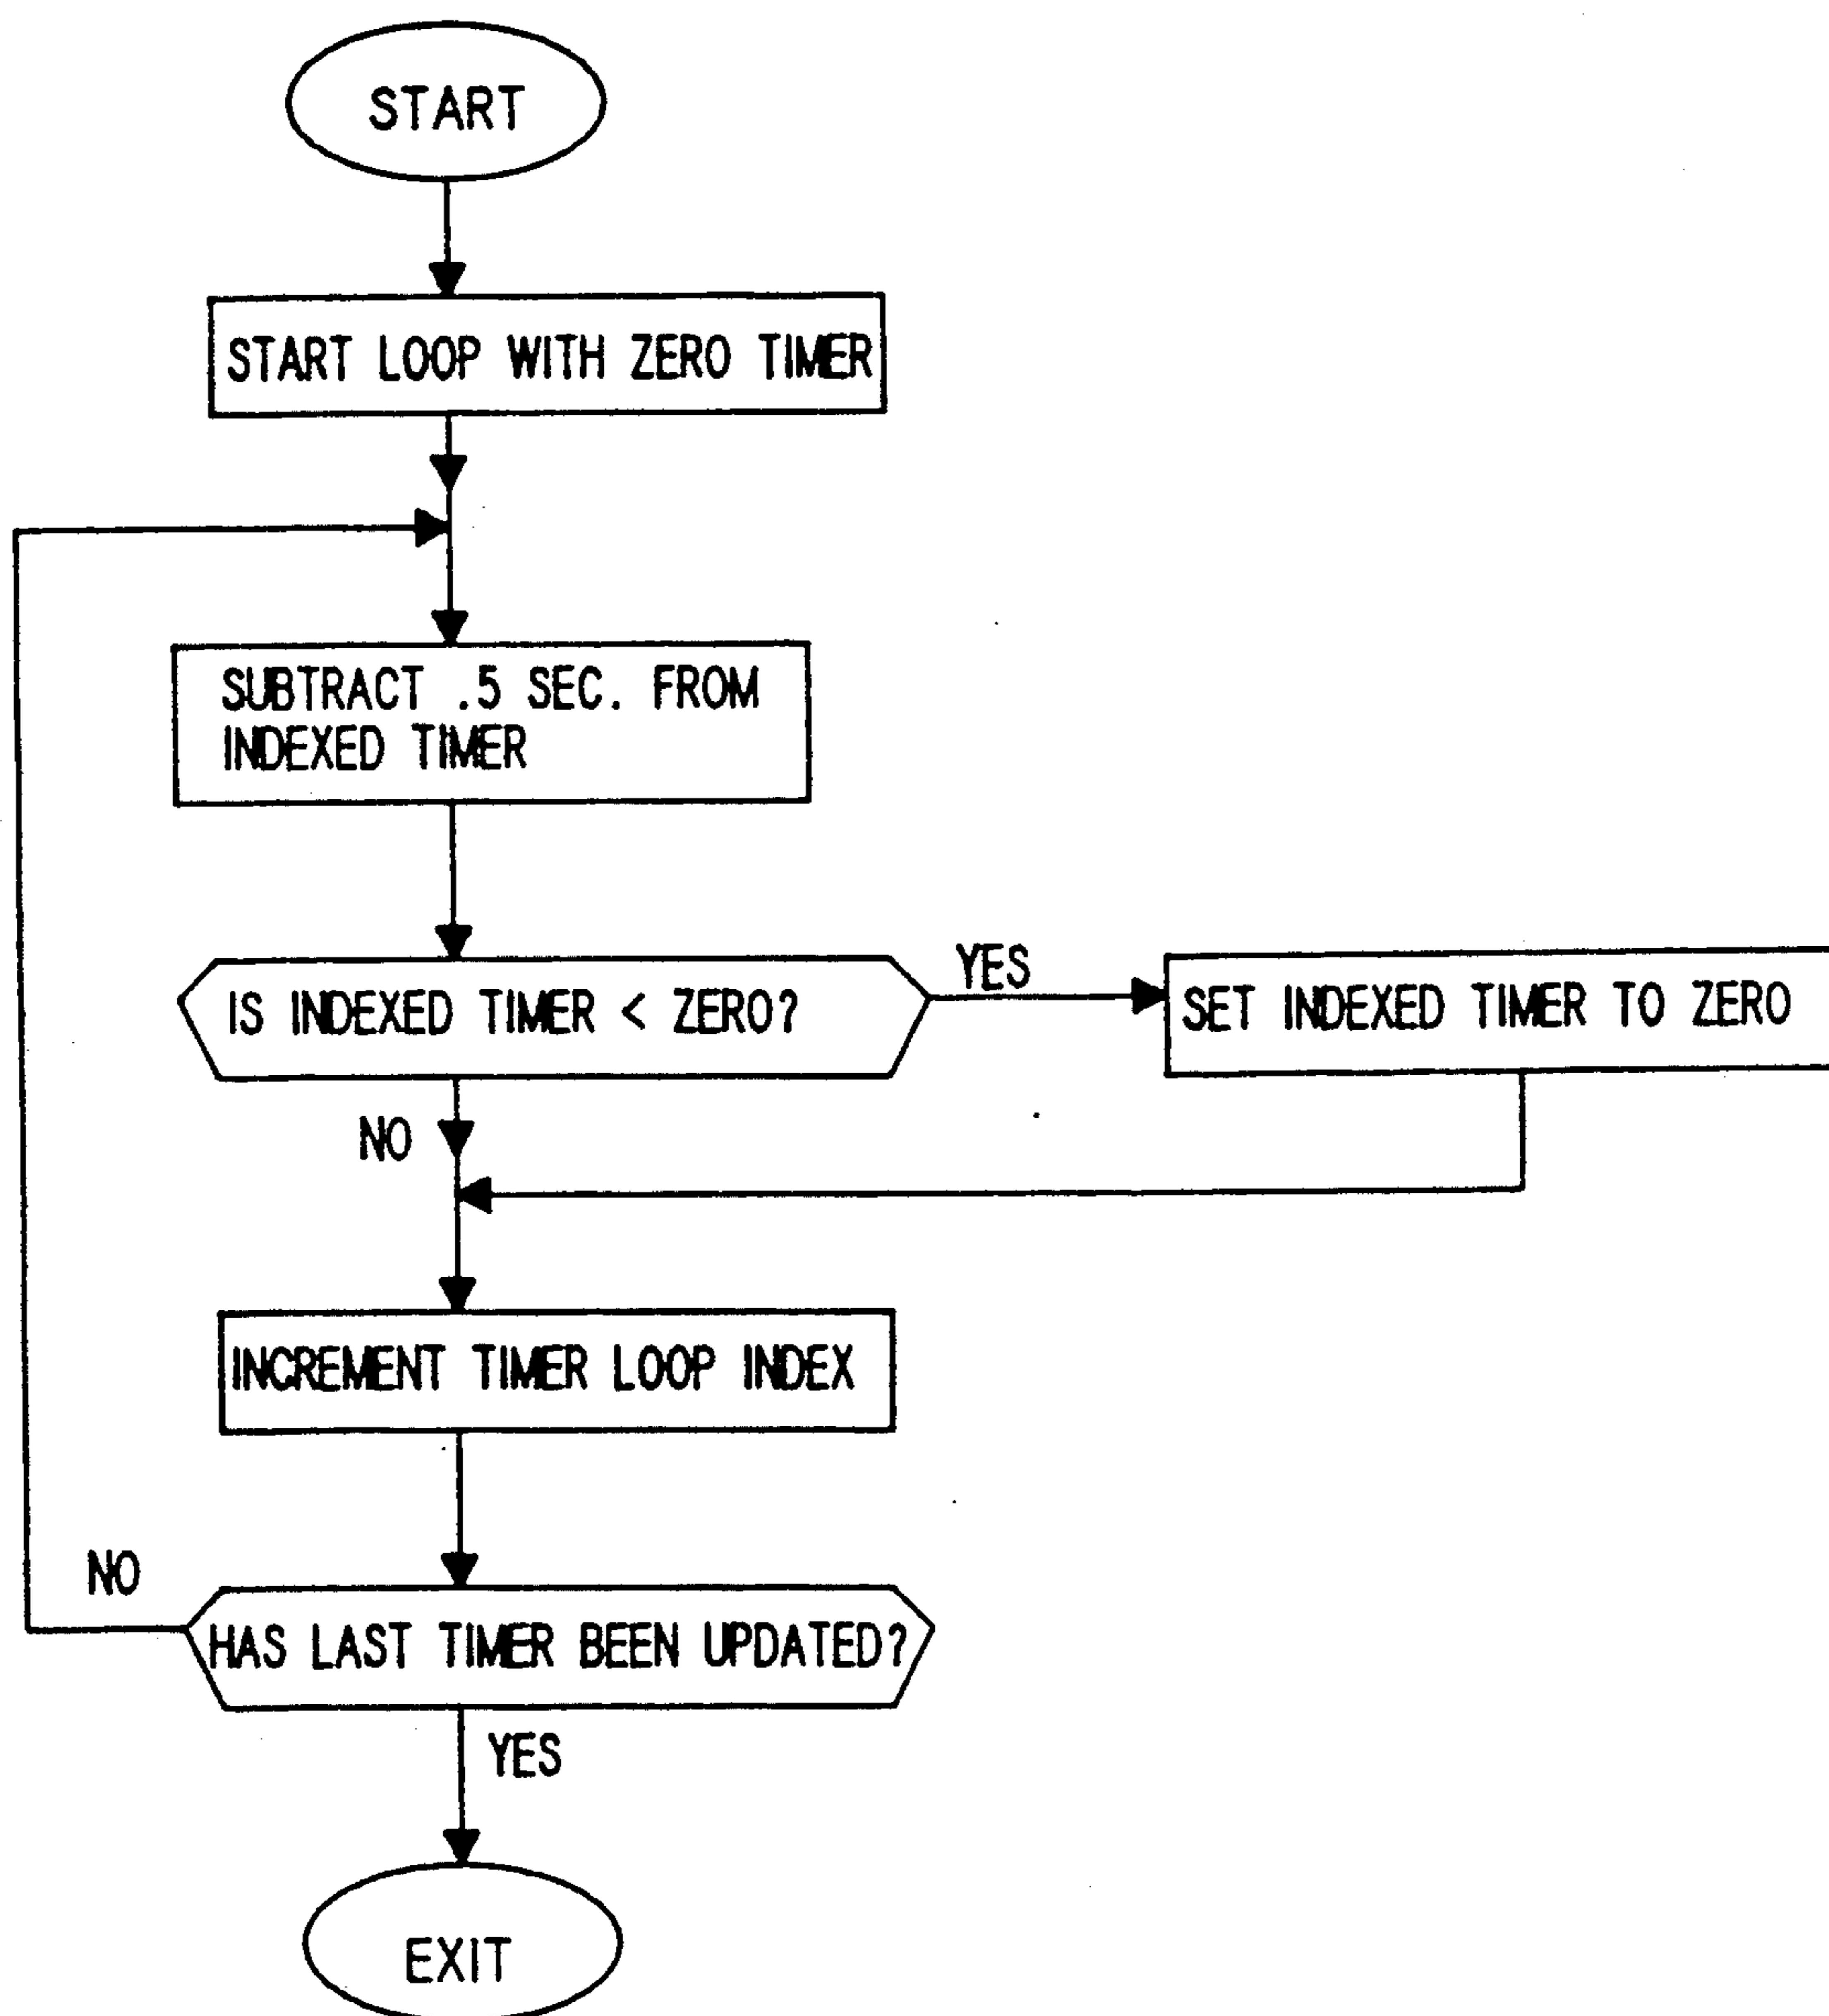 START
START LOOP WITH ZERO TIMER
SUBTRACT .5 SEC. FROM
INDEXED TIMER
IS INDEXED TIMER < ZERO?
YES
SET INDEXED TIMER TO ZERO
NO
INCREMENT TIMER LOOP INDEX
NO
HAS LAST TIMER BEEN UPDATED?
YES
EXIT